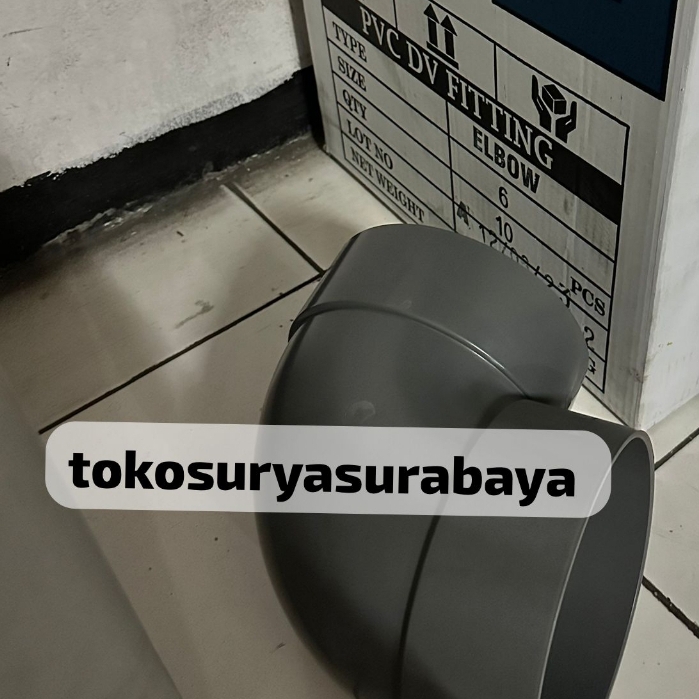 PVC DV FITTING
TYPE ELBOW
SIZE 6
QTY 10 PCS
LOT NO
NET WEIGHT
tokosuryasurabaya